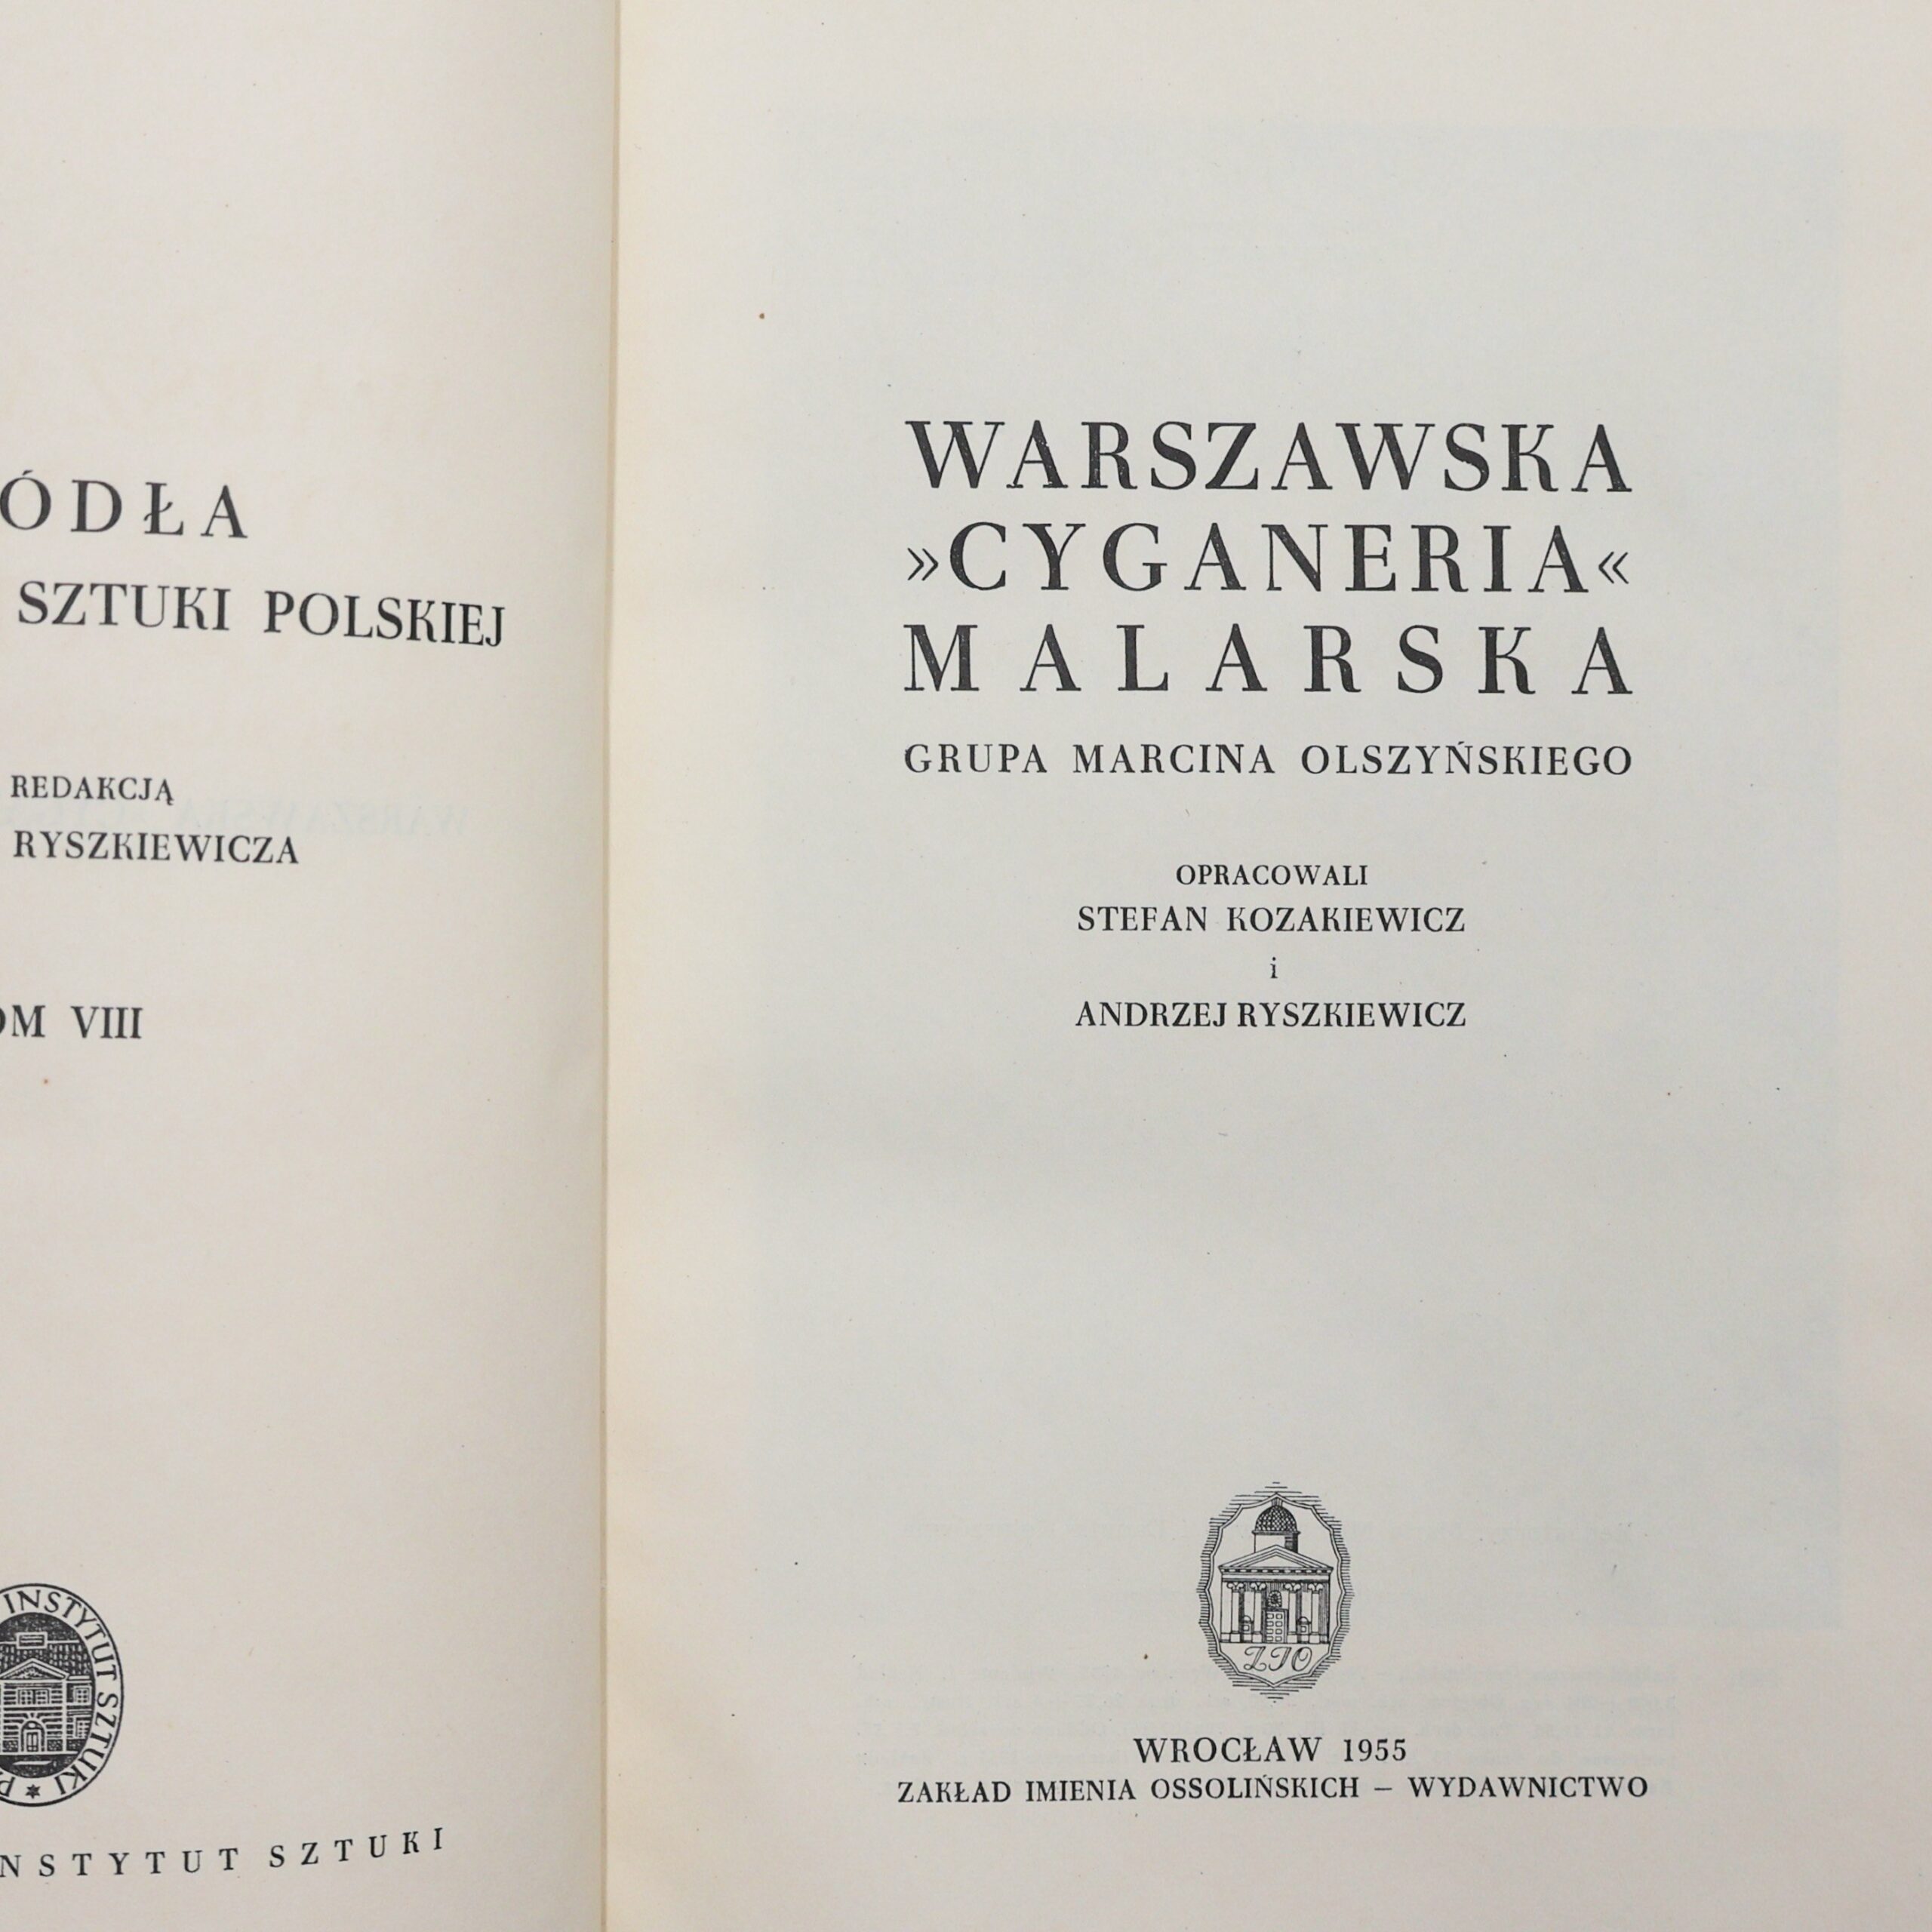 ÓDŁA
SZTUKI POLSKIEJ
REDAKCJĄ
RYSZKIEWICZA
OM VIII
INSTYTUT SZTUKI * P
NSTYTUT SZTUKI
WARSZAWSKA
»CYGANERIA«
MALARSKA
GRUPA MARCINA OLSZYŃSKIEGO
OPRACOWALI
STEFAN KOZAKIEWICZ
i
ANDRZEJ RYSZKIEWICZ
ZIO
WROCŁAW 1955
ZAKŁAD IMIENIA OSSOLIŃSKICH – WYDAWNICTWO